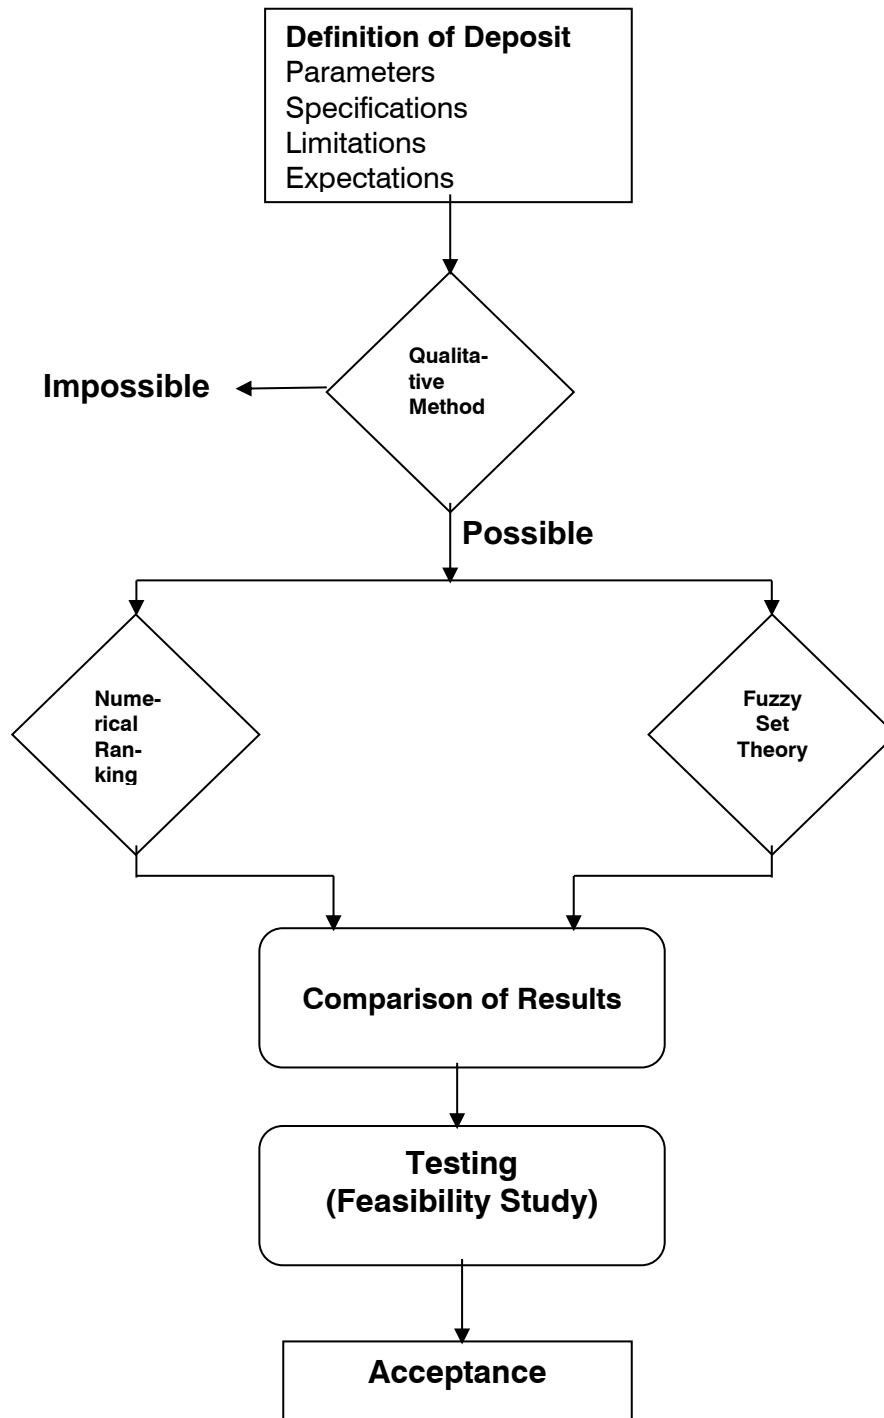 Definition of Deposit
Parameters
Specifications
Limitations
Expectations
Qualita-
tive
Method
Impossible
Possible
Nume-
rical
Ran-
king
Fuzzy
Set
Theory
Comparison of Results
Testing
(Feasibility Study)
Acceptance